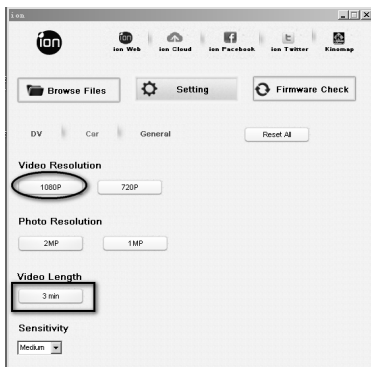 ion
ion
ion
ion Web ion Cloud ion Facebook ion Twitter Kinomap
Browse Files Setting Firmware Check
DV Car General Reset All
Video Resolution
1080P 720P
Photo Resolution
2MP 1MP
Video Length
3 min
Sensitivity
Medium